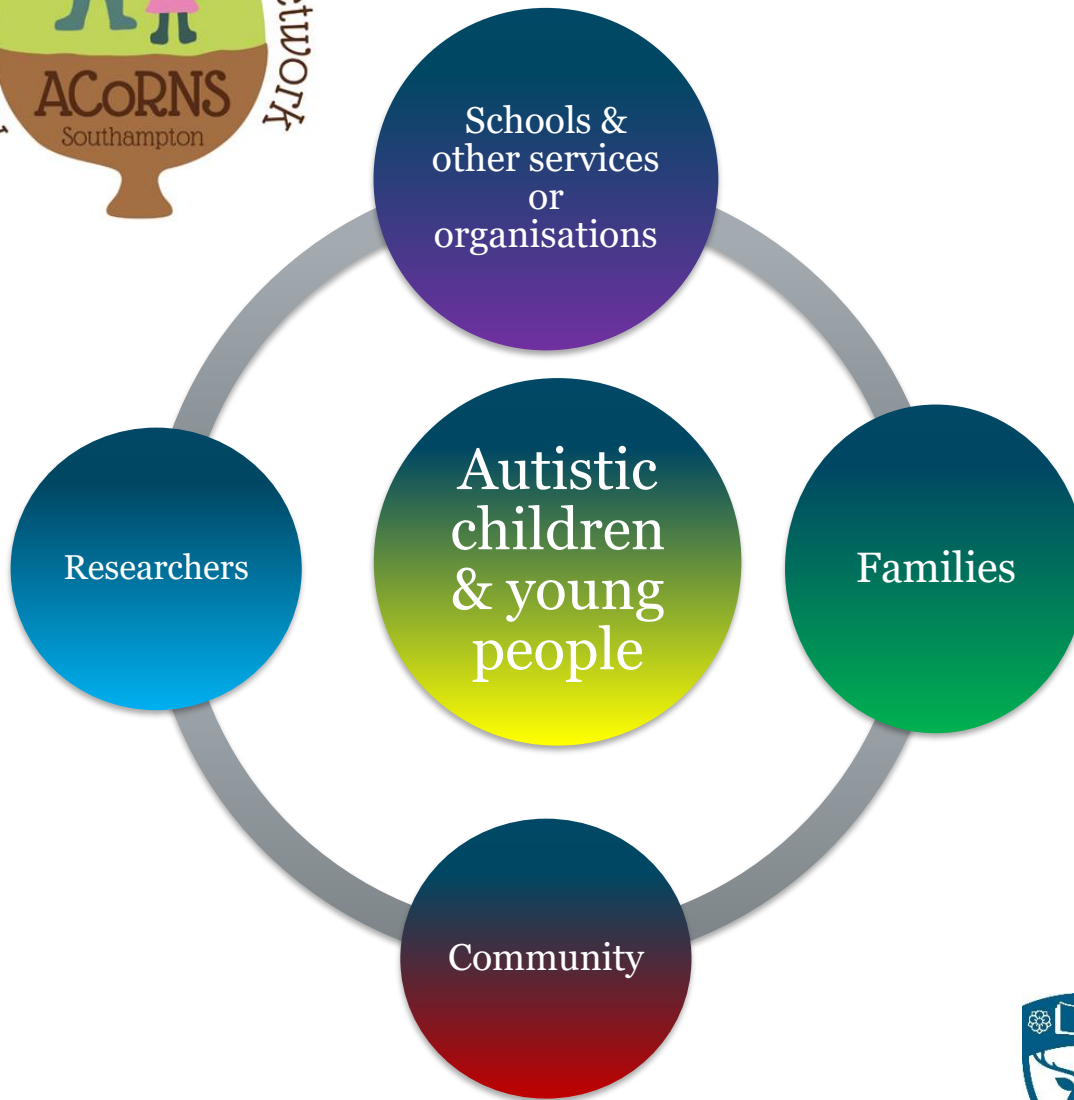 ACoRNS
Southampton
Schools &
other services
or
organisations
Autistic
children
& young
people
Researchers
Families
Community